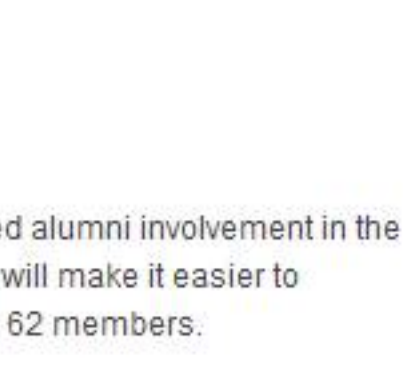 ed alumni involvement in the
will make it easier to
62 members.